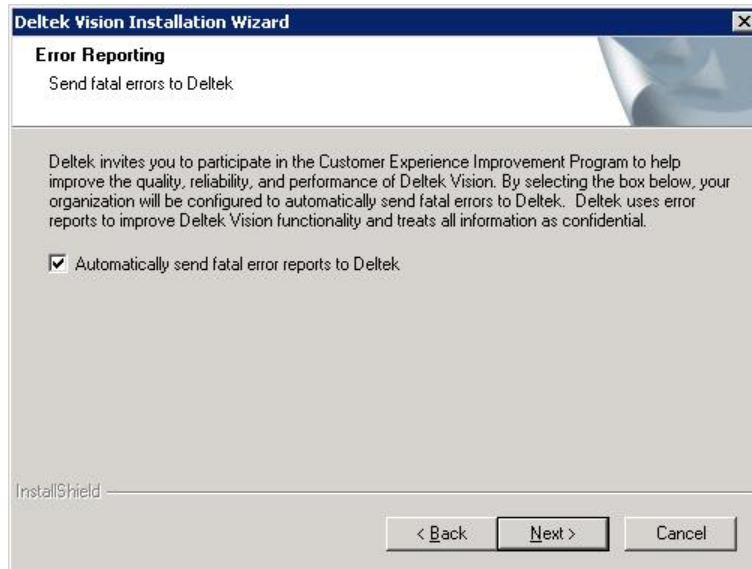 Deltek Vision Installation Wizard
Error Reporting
Send fatal errors to Deltek
Deltek invites you to participate in the Customer Experience Improvement Program to help
improve the quality, reliability, and performance of Deltek Vision. By selecting the box below, your
organization will be configured to automatically send fatal errors to Deltek. Deltek uses error
reports to improve Deltek Vision functionality and treats all information as confidential.
Automatically send fatal error reports to Deltek
InstallShield
< Back Next > Cancel